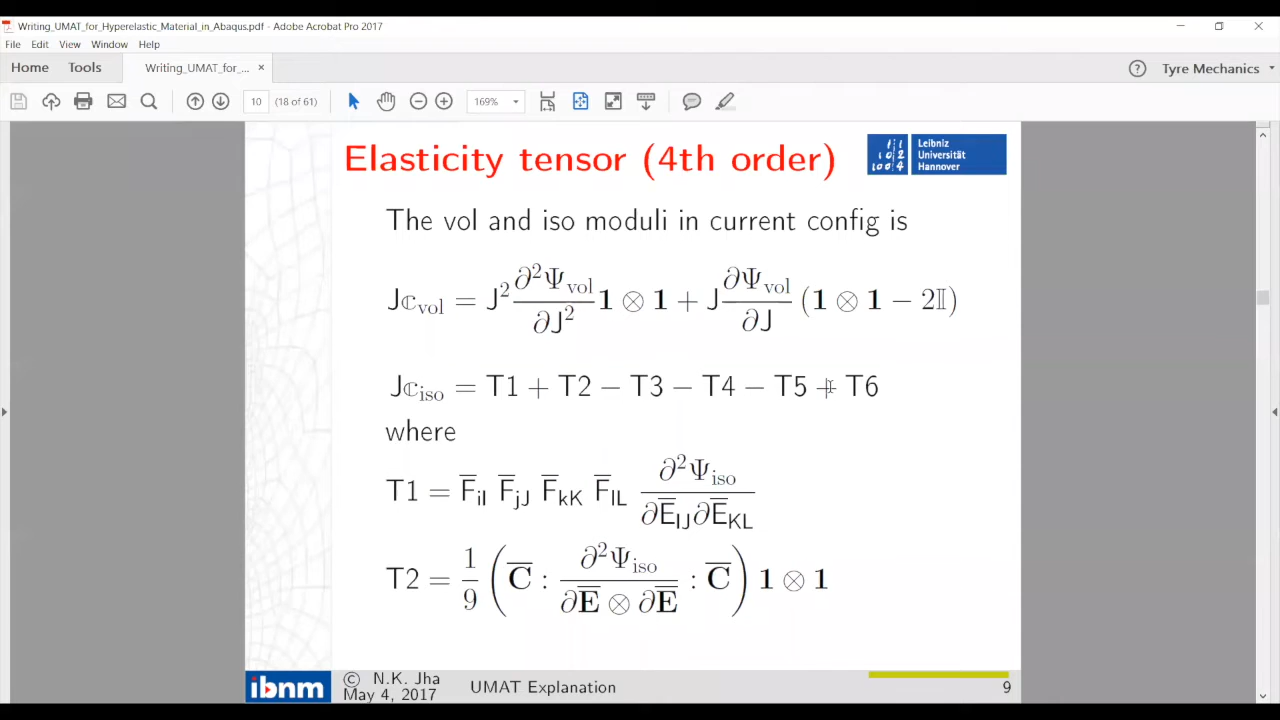 Writing_UMAT_for_Hyperelastic_Material_in_Abaqus.pdf - Adobe Acrobat Pro 2017
File Edit View Window Help
Home Tools Writing_UMAT_for_... × Tyre Mechanics
10 (18 of 61) 169%
Elasticity tensor (4th order)
Leibniz
Universität
Hannover
The vol and iso moduli in current config is
J𝕔_vol = J² ∂²Ψ_vol/∂J² 𝟏 ⊗ 𝟏 + J ∂Ψ_vol/∂J (𝟏 ⊗ 𝟏 − 2𝕀)
J𝕔_iso = T1 + T2 − T3 − T4 − T5 + T6
where
T1 = F̅_iI F̅_jJ F̅_kK F̅_lL ∂²Ψ_iso/∂E̅_IJ∂E̅_KL
T2 = 1/9 (C̅ : ∂²Ψ_iso/∂E̅ ⊗ ∂E̅ : C̅) 𝟏 ⊗ 𝟏
ibnm
© N.K. Jha
May 4, 2017
UMAT Explanation
9